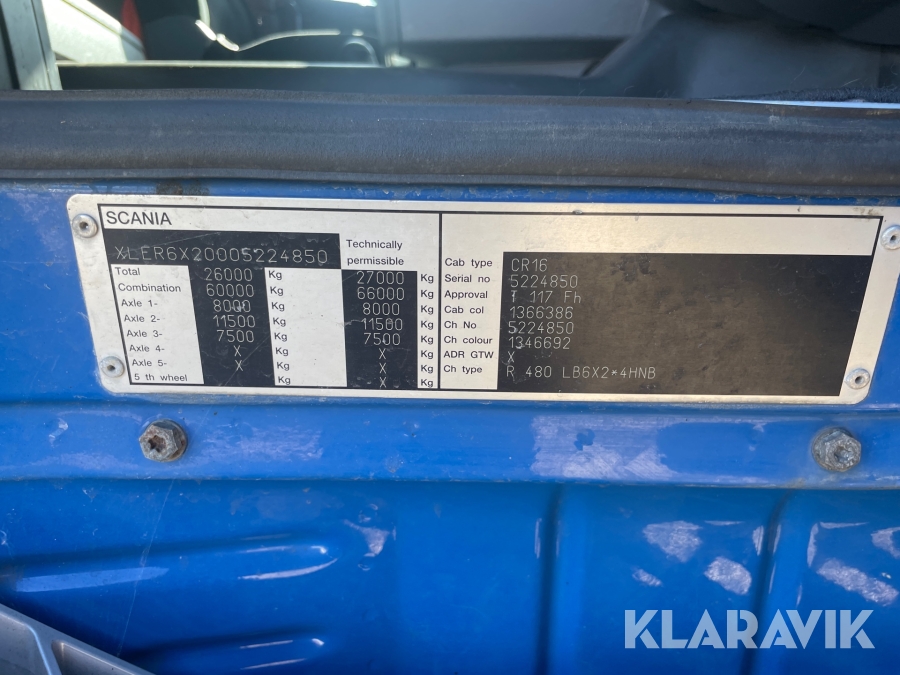 SCANIA
XLER6X20005224850
Technically
permissible
Total 26000 Kg 27000 Kg
Combination 60000 Kg 66000 Kg
Axle 1- 8000 Kg 8000 Kg
Axle 2- 11500 Kg 11500 Kg
Axle 3- 7500 Kg 7500 Kg
Axle 4- X Kg X Kg
Axle 5- X Kg X Kg
5 th wheel Kg X Kg
Cab type CR16
Serial no 5224850
Approval T 117 Fh
Cab col 1366386
Ch No 5224850
Ch colour 1346692
ADR GTW X
Ch type R 480 LB6X2*4HNB
KLARAVIK